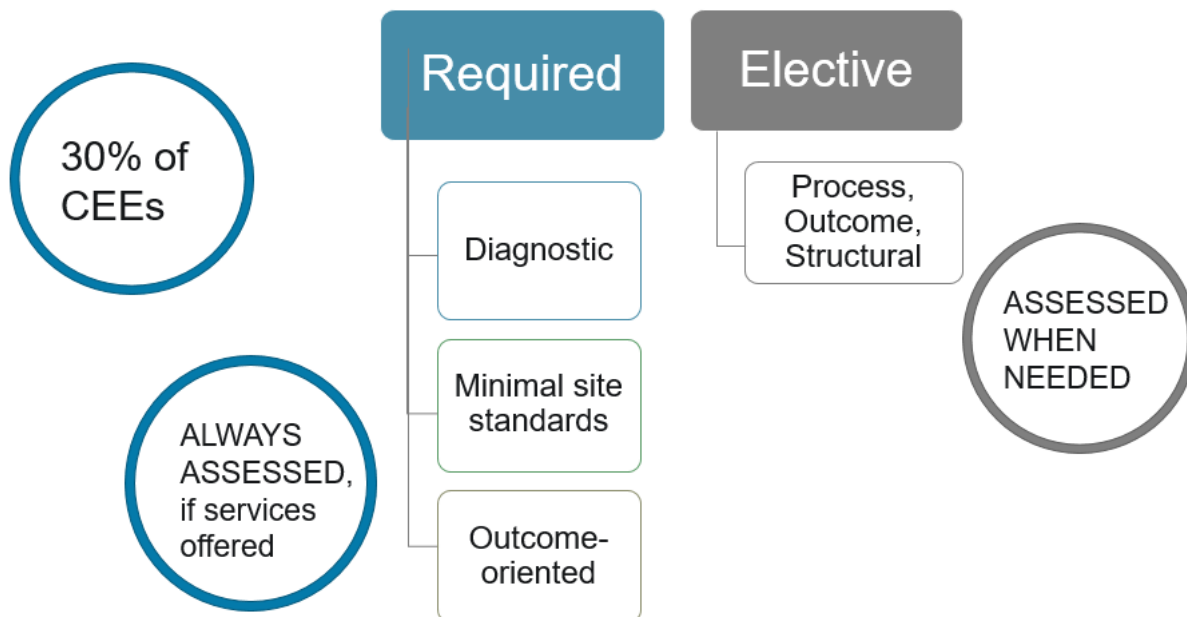 Required
Elective
30% of
CEEs
Process,
Outcome,
Structural
Diagnostic
ASSESSED
WHEN
NEEDED
Minimal site
standards
ALWAYS
ASSESSED,
if services
offered
Outcome-
oriented